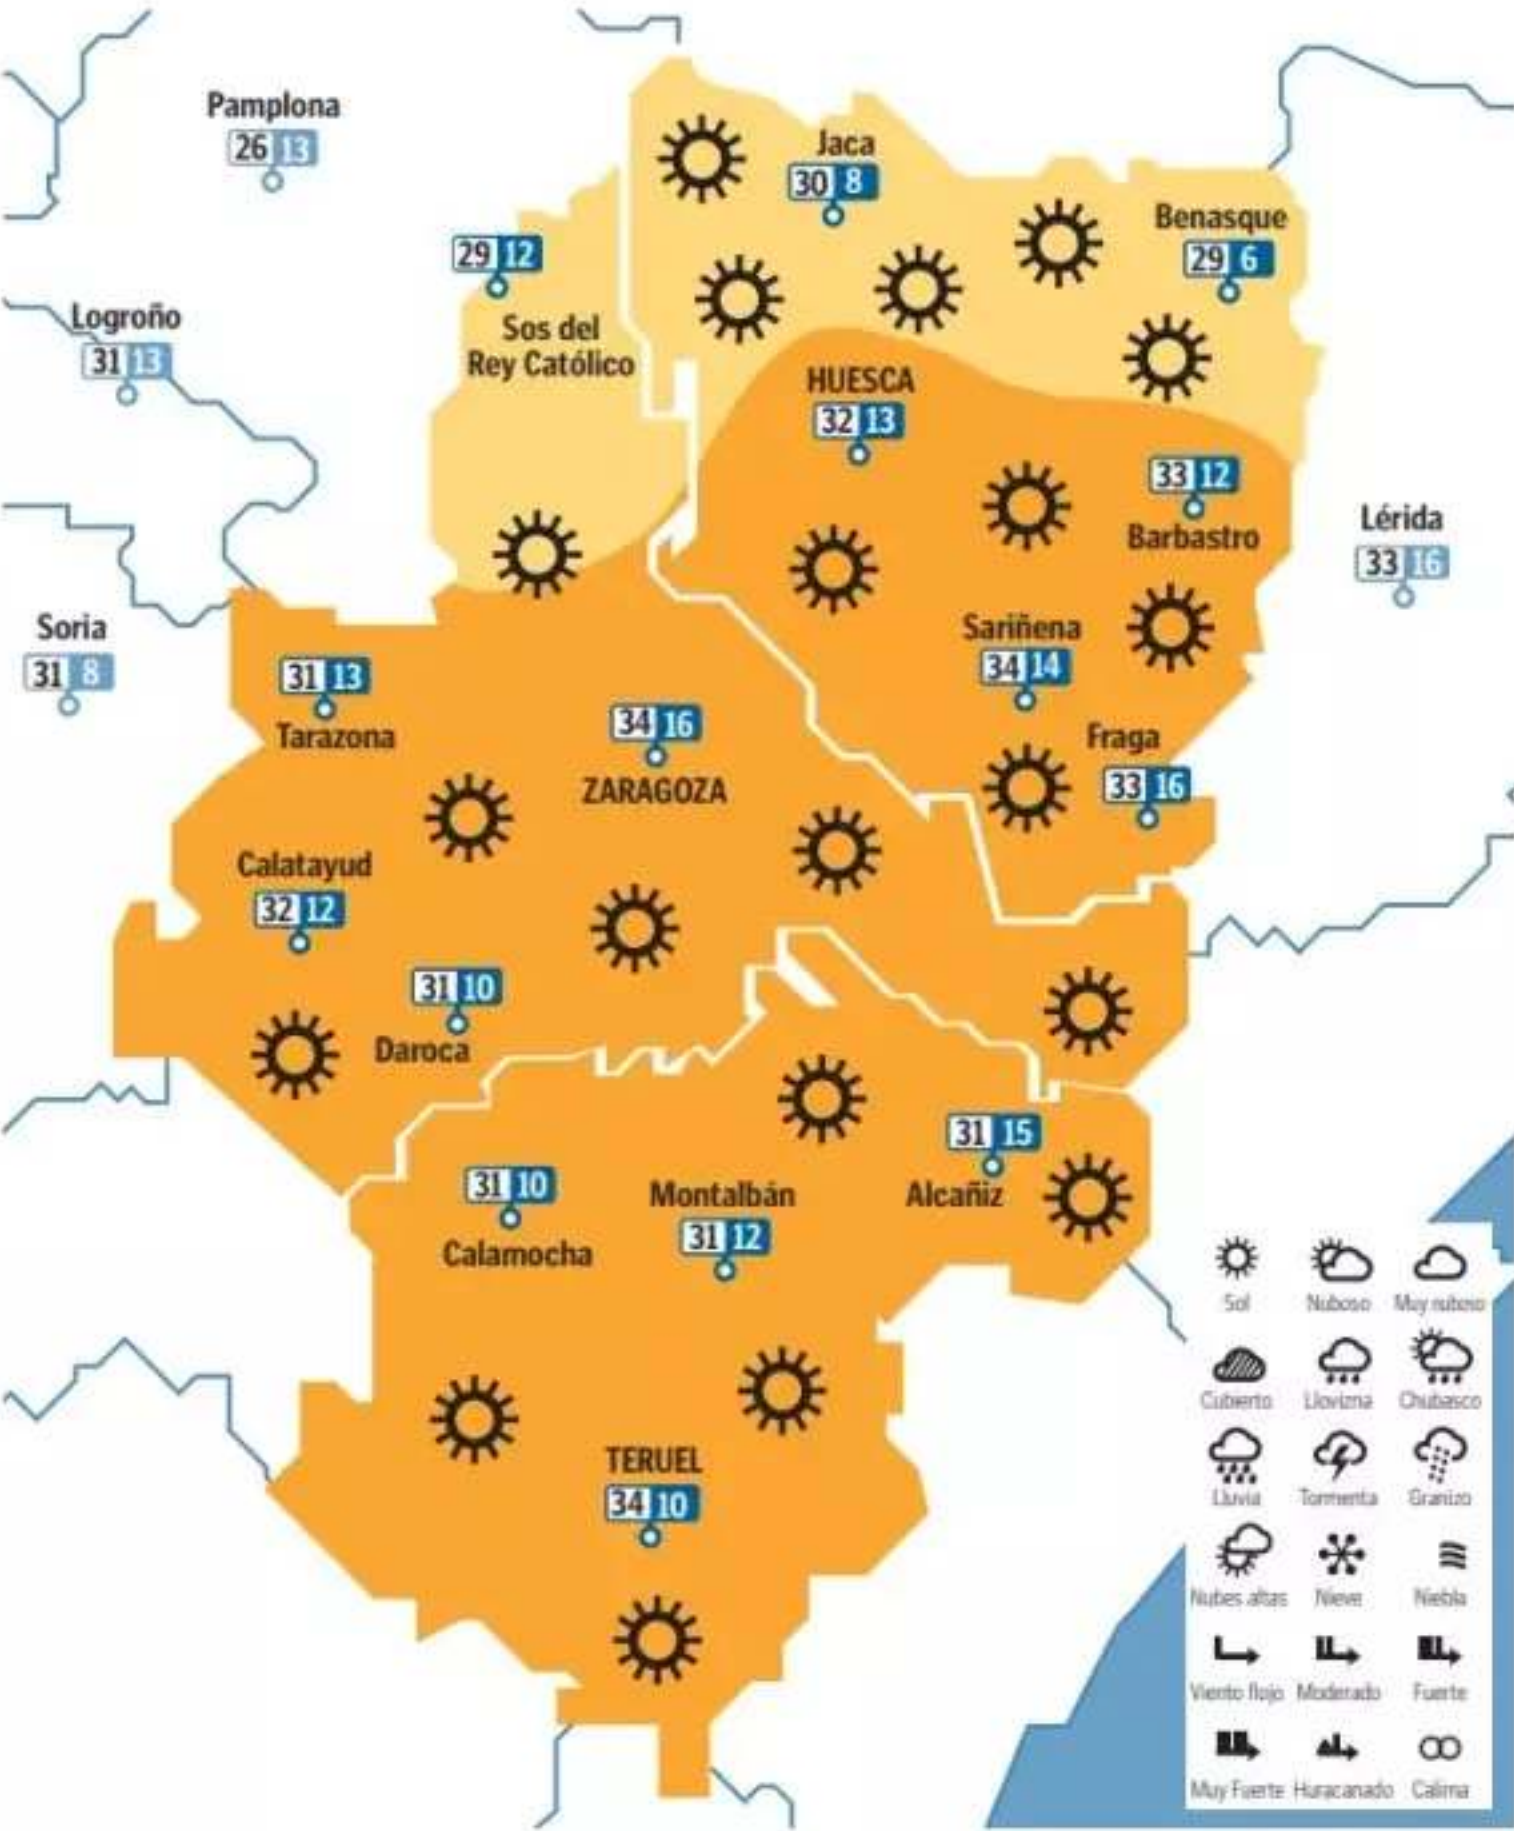 Pamplona
26 13
Jaca
30 8
Benasque
29 6
29 12
Sos del
Rey Católico
Logroño
31 13
HUESCA
32 13
33 12
Barbastro
Lérida
33 16
Soria
31 8
Sariñena
34 14
31 13
Tarazona
34 16
ZARAGOZA
Fraga
33 16
Calatayud
32 12
31 10
Daroca
31 15
Alcañiz
31 10
Calamocha
Montalbán
31 12
TERUEL
34 10
Sol Nuboso Muy nuboso
Cubierto Llovizna Chubasco
Lluvia Tormenta Granizo
Nubes altas Nieve Niebla
Viento flojo Moderado Fuerte
Muy Fuerte Huracanado Calima